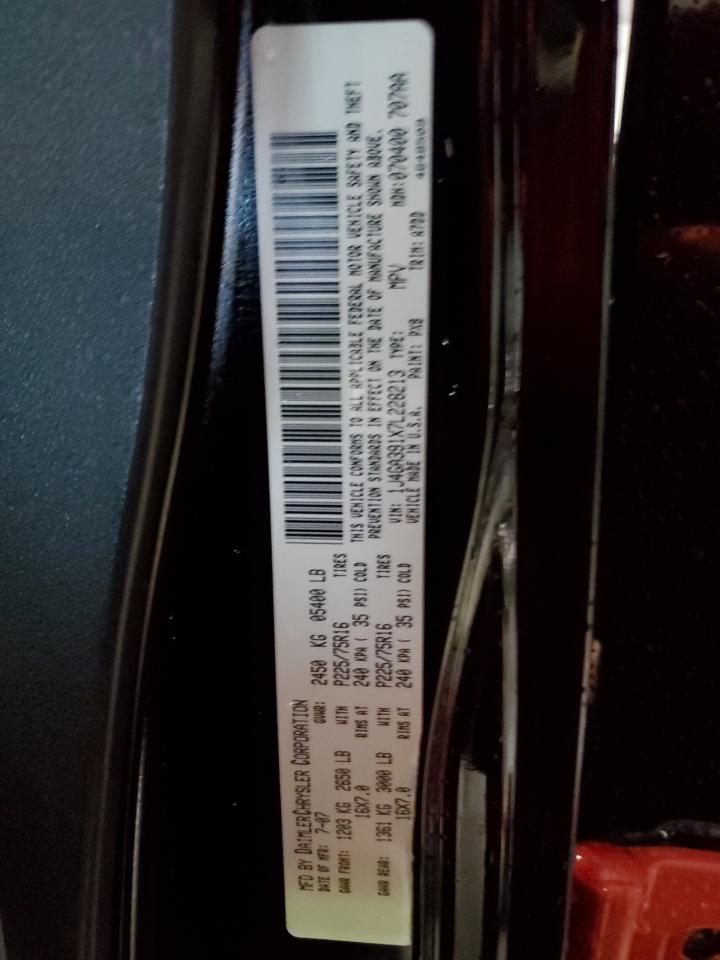 MFD BY DAIMLERCHRYSLER CORPORATION
DATE OF MFR: 7-07 GVWR: 2450 KG 05400 LB
GAWR FRONT: 1203 KG 2650 LB WITH P225/75R16 TIRES
16X7.0 RIMS AT 240 KPA ( 35 PSI) COLD
GAWR REAR: 1361 KG 3000 LB WITH P225/75R16 TIRES
16X7.0 RIMS AT 240 KPA ( 35 PSI) COLD
THIS VEHICLE CONFORMS TO ALL APPLICABLE FEDERAL MOTOR VEHICLE SAFETY AND THEFT
PREVENTION STANDARDS IN EFFECT ON THE DATE OF MANUFACTURE SHOWN ABOVE.
VIN: 1J4GA391X7L226213 TYPE: MPV MDH:070400 707AA
VEHICLE MADE IN U.S.A. PAINT: PX8 TRIM: A7DD